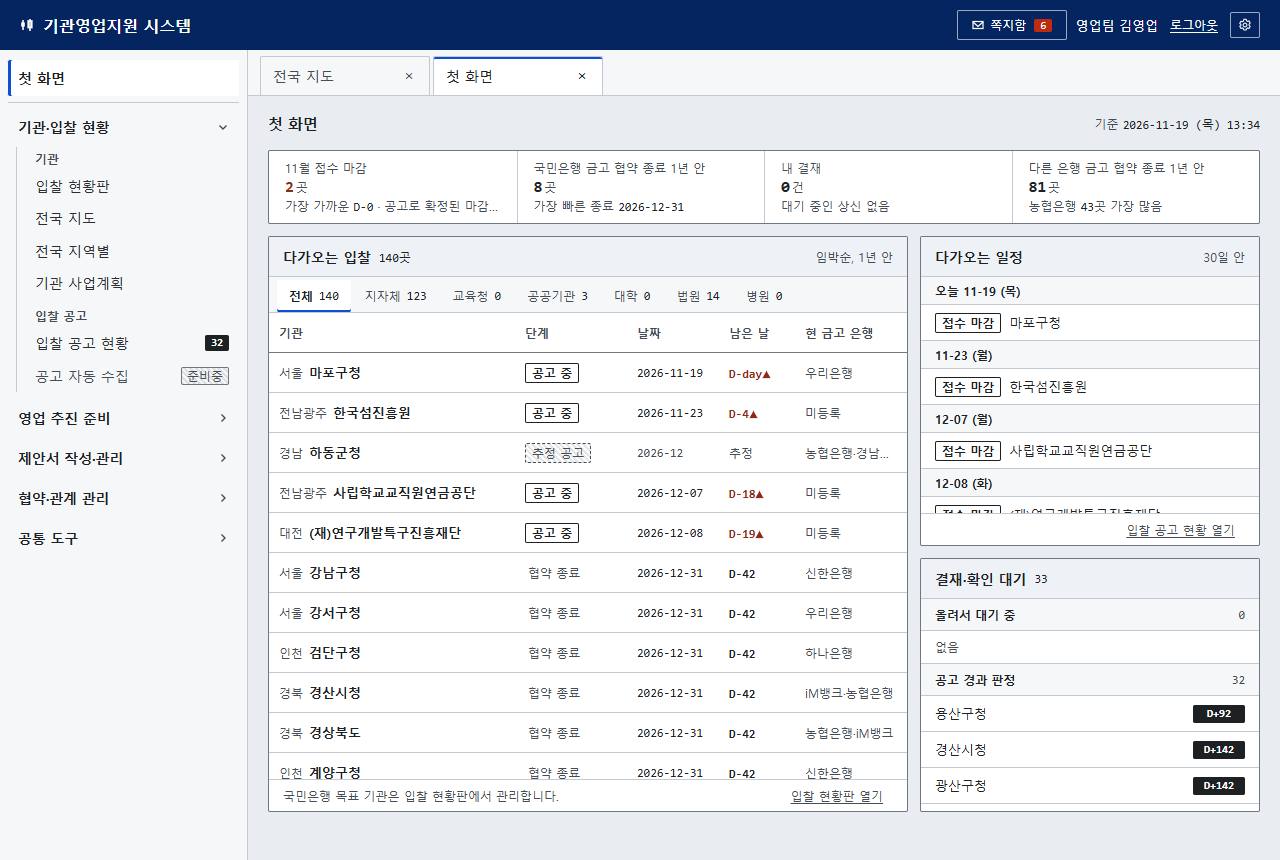 기관영업지원 시스템
쪽지함 6 영업팀 김영업 로그아웃
첫 화면
기관·입찰 현황
기관
입찰 현황판
전국 지도
전국 지역별
기관 사업계획
입찰 공고
입찰 공고 현황 32
공고 자동 수집 준비중
영업 추진 준비
제안서 작성·관리
협약·관계 관리
공통 도구
전국 지도 ×
첫 화면 ×
첫 화면
기준 2026-11-19 (목) 13:34
11월 접수 마감
2곳
가장 가까운 D-0 · 공고로 확정된 마감…
국민은행 금고 협약 종료 1년 안
8곳
가장 빠른 종료 2026-12-31
내 결재
0건
대기 중인 상신 없음
다른 은행 금고 협약 종료 1년 안
81곳
농협은행 43곳 가장 많음
다가오는 입찰 140곳 임박순, 1년 안
전체 140 지자체 123 교육청 0 공공기관 3 대학 0 법원 14 병원 0
기관 단계 날짜 남은 날 현 금고 은행
서울 마포구청 공고 중 2026-11-19 D-day▲ 우리은행
전남광주 한국섬진흥원 공고 중 2026-11-23 D-4▲ 미등록
경남 하동군청 추정 공고 2026-12 추정 농협은행·경남…
전남광주 사립학교교직원연금공단 공고 중 2026-12-07 D-18▲ 미등록
대전 (재)연구개발특구진흥재단 공고 중 2026-12-08 D-19▲ 미등록
서울 강남구청 협약 종료 2026-12-31 D-42 신한은행
서울 강서구청 협약 종료 2026-12-31 D-42 우리은행
인천 검단구청 협약 종료 2026-12-31 D-42 하나은행
경북 경산시청 협약 종료 2026-12-31 D-42 iM뱅크·농협은행
경북 경상북도 협약 종료 2026-12-31 D-42 농협은행·iM뱅크
인천 계양구청 협약 종료 2026-12-31 D-42 신한은행
국민은행 목표 기관은 입찰 현황판에서 관리합니다. 입찰 현황판 열기
다가오는 일정 30일 안
오늘 11-19 (목)
접수 마감 마포구청
11-23 (월)
접수 마감 한국섬진흥원
12-07 (월)
접수 마감 사립학교교직원연금공단
12-08 (화)
접수 마감 (재)연구개발특구진흥재단
입찰 공고 현황 열기
결재·확인 대기 33
올려서 대기 중 0
없음
공고 경과 판정 32
용산구청 D+92
경산시청 D+142
광산구청 D+142